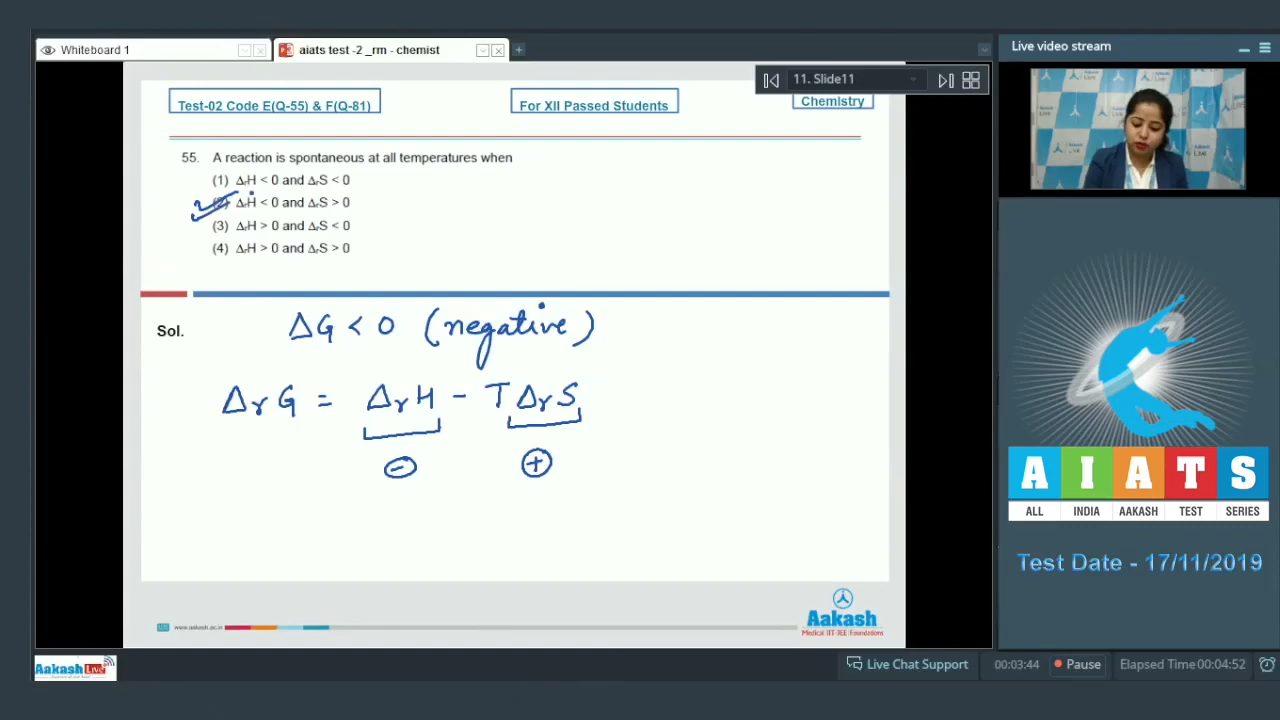 Whiteboard 1
aiats test -2 _rm - chemist
Live video stream
11. Slide11
Test-02 Code E(Q-55) & F(Q-81)
For XII Passed Students
Chemistry
55. A reaction is spontaneous at all temperatures when
(1) ΔrH < 0 and ΔrS < 0
(2) ΔrH < 0 and ΔrS > 0
(3) ΔrH > 0 and ΔrS < 0
(4) ΔrH > 0 and ΔrS > 0
Sol. ΔG < 0 (negative)
ΔrG = ΔrH - TΔrS
- +
www.aakash.ac.in
Aakash
Medical | IIT-JEE | Foundations
A I A T S
ALL INDIA AAKASH TEST SERIES
Test Date - 17/11/2019
Aakash Live
Live Chat Support
00:03:44
Pause
Elapsed Time 00:04:52